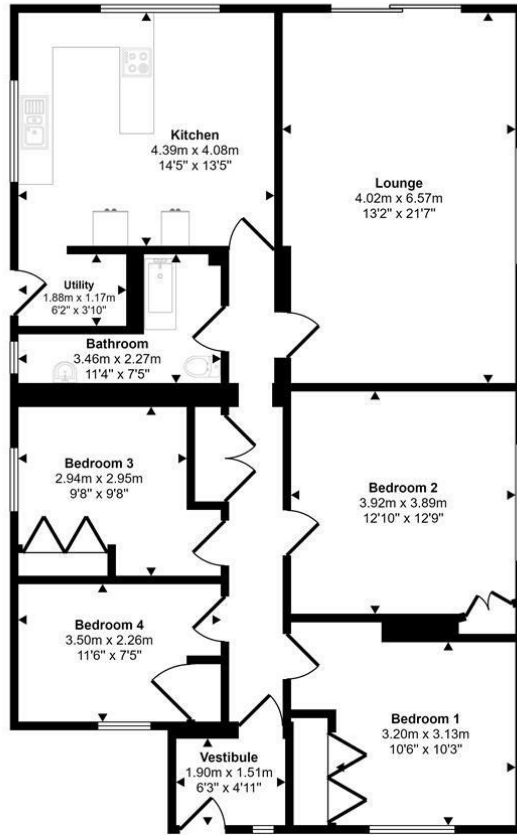 Kitchen
4.39m x 4.08m
14'5" x 13'5"
Lounge
4.02m x 6.57m
13'2" x 21'7"
Utility
1.88m x 1.17m
6'2" x 3'10"
Bathroom
3.46m x 2.27m
11'4" x 7'5"
Bedroom 3
2.94m x 2.95m
9'8" x 9'8"
Bedroom 2
3.92m x 3.89m
12'10" x 12'9"
Bedroom 4
3.50m x 2.26m
11'6" x 7'5"
Bedroom 1
3.20m x 3.13m
10'6" x 10'3"
Vestibule
1.90m x 1.51m
6'3" x 4'11"